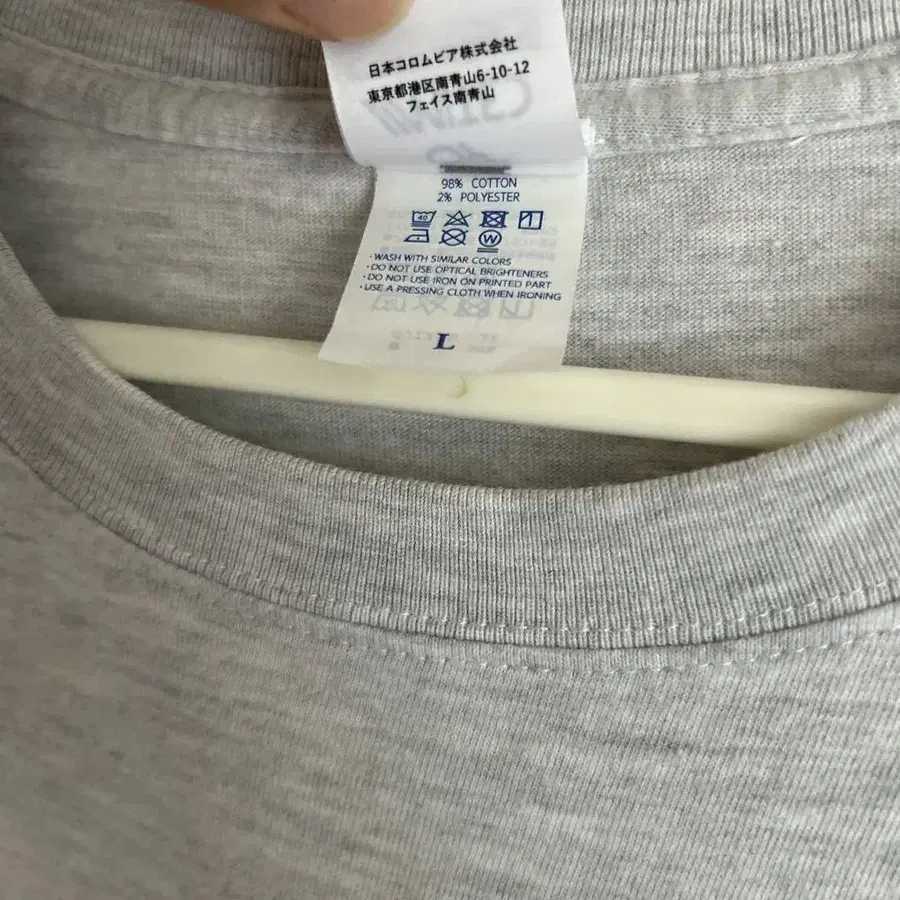 日本コロムビア株式会社
東京都港区南青山6-10-12
フェイス南青山
98% COTTON
2% POLYESTER
40
W
・WASH WITH SIMILAR COLORS
・DO NOT USE OPTICAL BRIGHTENERS
・DO NOT USE IRON ON PRINTED PART
・USE A PRESSING CLOTH WHEN IRONING
L